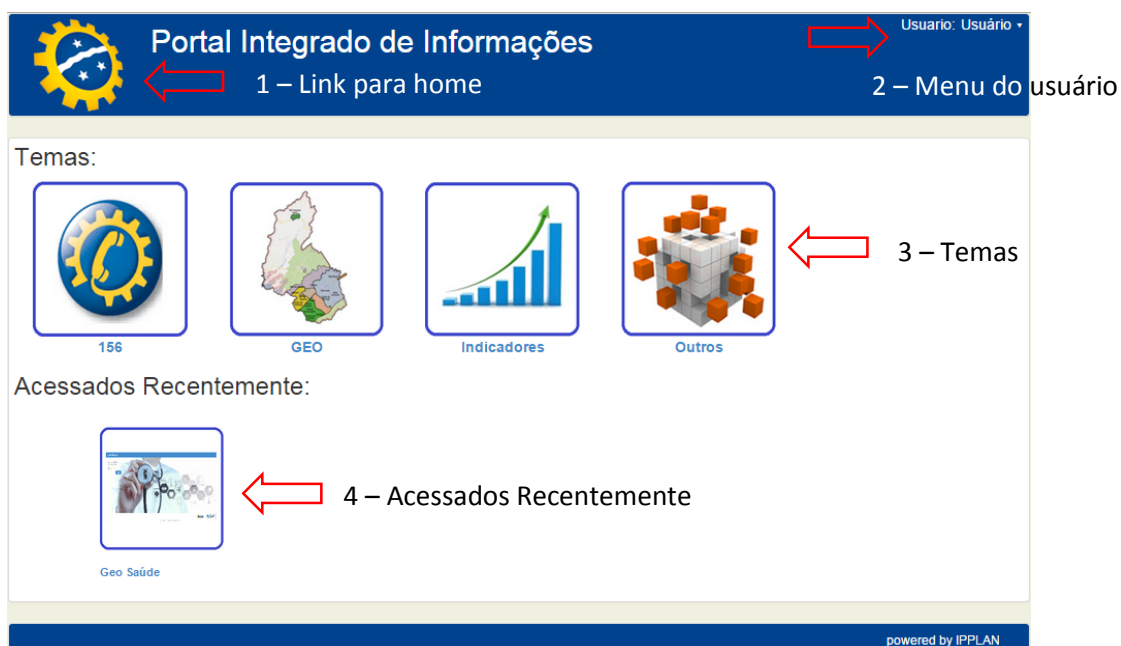 Usuario: Usuário
Portal Integrado de Informações
1 – Link para home
2 – Menu do usuário
Temas:
3 – Temas
156
GEO
Indicadores
Outros
Acessados Recentemente:
4 – Acessados Recentemente
Geo Saúde
powered by IPPLAN